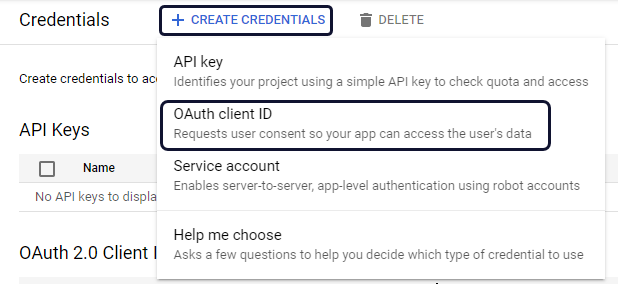 Credentials
+ CREATE CREDENTIALS
DELETE
API key
Identifies your project using a simple API key to check quota and access
Create credentials to acc
OAuth client ID
Requests user consent so your app can access the user's data
API Keys
Service account
Enables server-to-server, app-level authentication using robot accounts
Name
No API keys to displa
Help me choose
Asks a few questions to help you decide which type of credential to use
OAuth 2.0 Client I